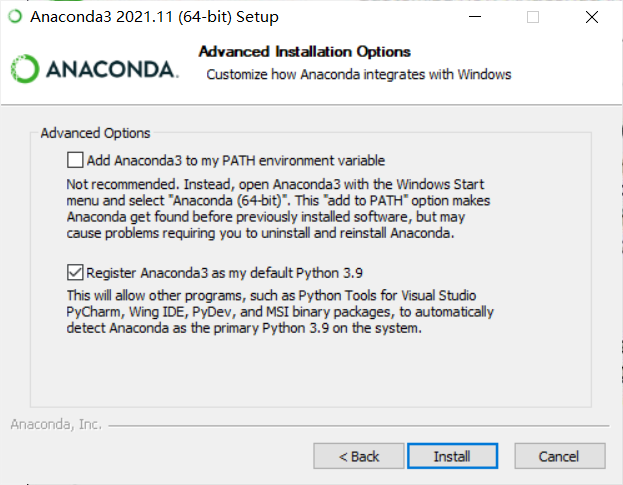 Anaconda3 2021.11 (64-bit) Setup
Advanced Installation Options
ANACONDA.
Customize how Anaconda integrates with Windows
Advanced Options
Add Anaconda3 to my PATH environment variable
Not recommended. Instead, open Anaconda3 with the Windows Start
menu and select "Anaconda (64-bit)". This "add to PATH" option makes
Anaconda get found before previously installed software, but may
cause problems requiring you to uninstall and reinstall Anaconda.
Register Anaconda3 as my default Python 3.9
This will allow other programs, such as Python Tools for Visual Studio
PyCharm, Wing IDE, PyDev, and MSI binary packages, to automatically
detect Anaconda as the primary Python 3.9 on the system.
Anaconda, Inc.
< Back
Install
Cancel